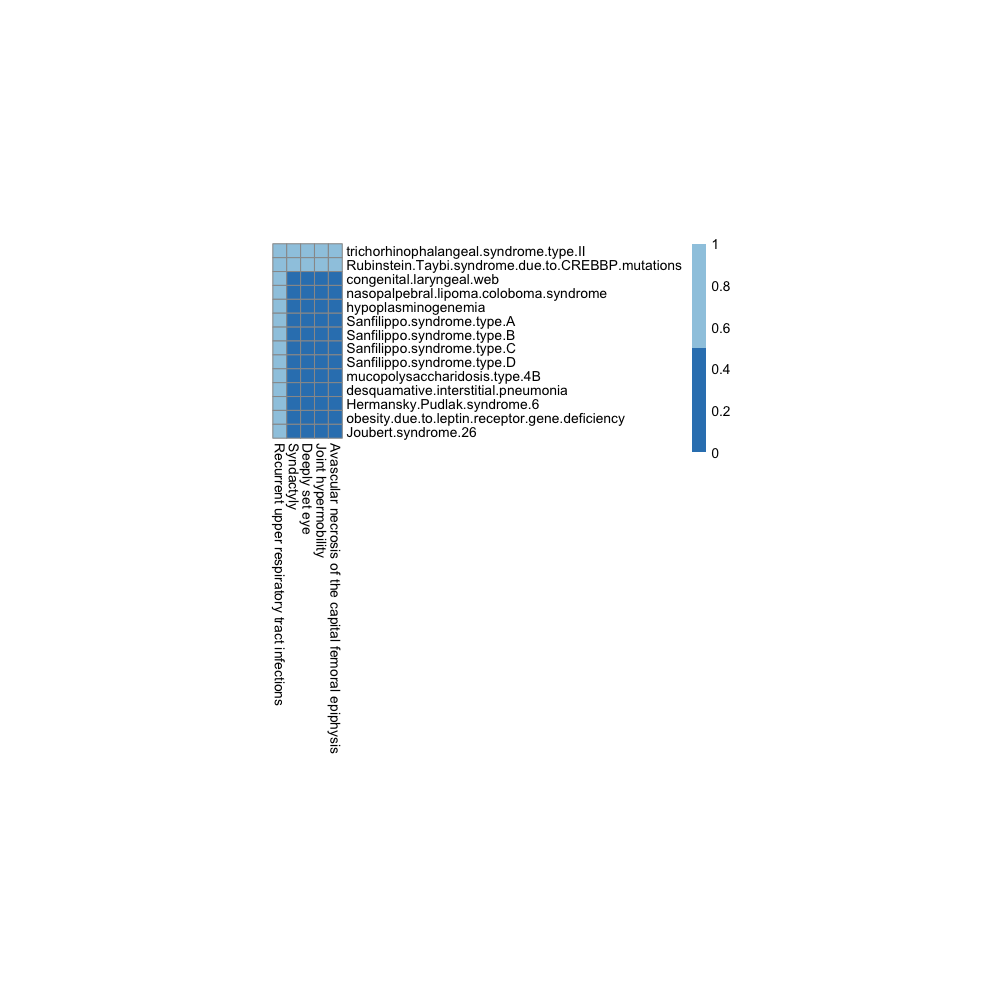 trichorhinophalangeal.syndrome.type.II
Rubinstein.Taybi.syndrome.due.to.CREBBP.mutations
congenital.laryngeal.web
nasopalpebral.lipoma.coloboma.syndrome
hypoplasminogenemia
Sanfilippo.syndrome.type.A
Sanfilippo.syndrome.type.B
Sanfilippo.syndrome.type.C
Sanfilippo.syndrome.type.D
mucopolysaccharidosis.type.4B
desquamative.interstitial.pneumonia
Hermansky.Pudlak.syndrome.6
obesity.due.to.leptin.receptor.gene.deficiency
Joubert.syndrome.26
1
0.8
0.6
0.4
0.2
0
Recurrent upper respiratory tract infections
Syndactyly
Deeply set eye
Joint hypermobility
Avascular necrosis of the capital femoral epiphysis